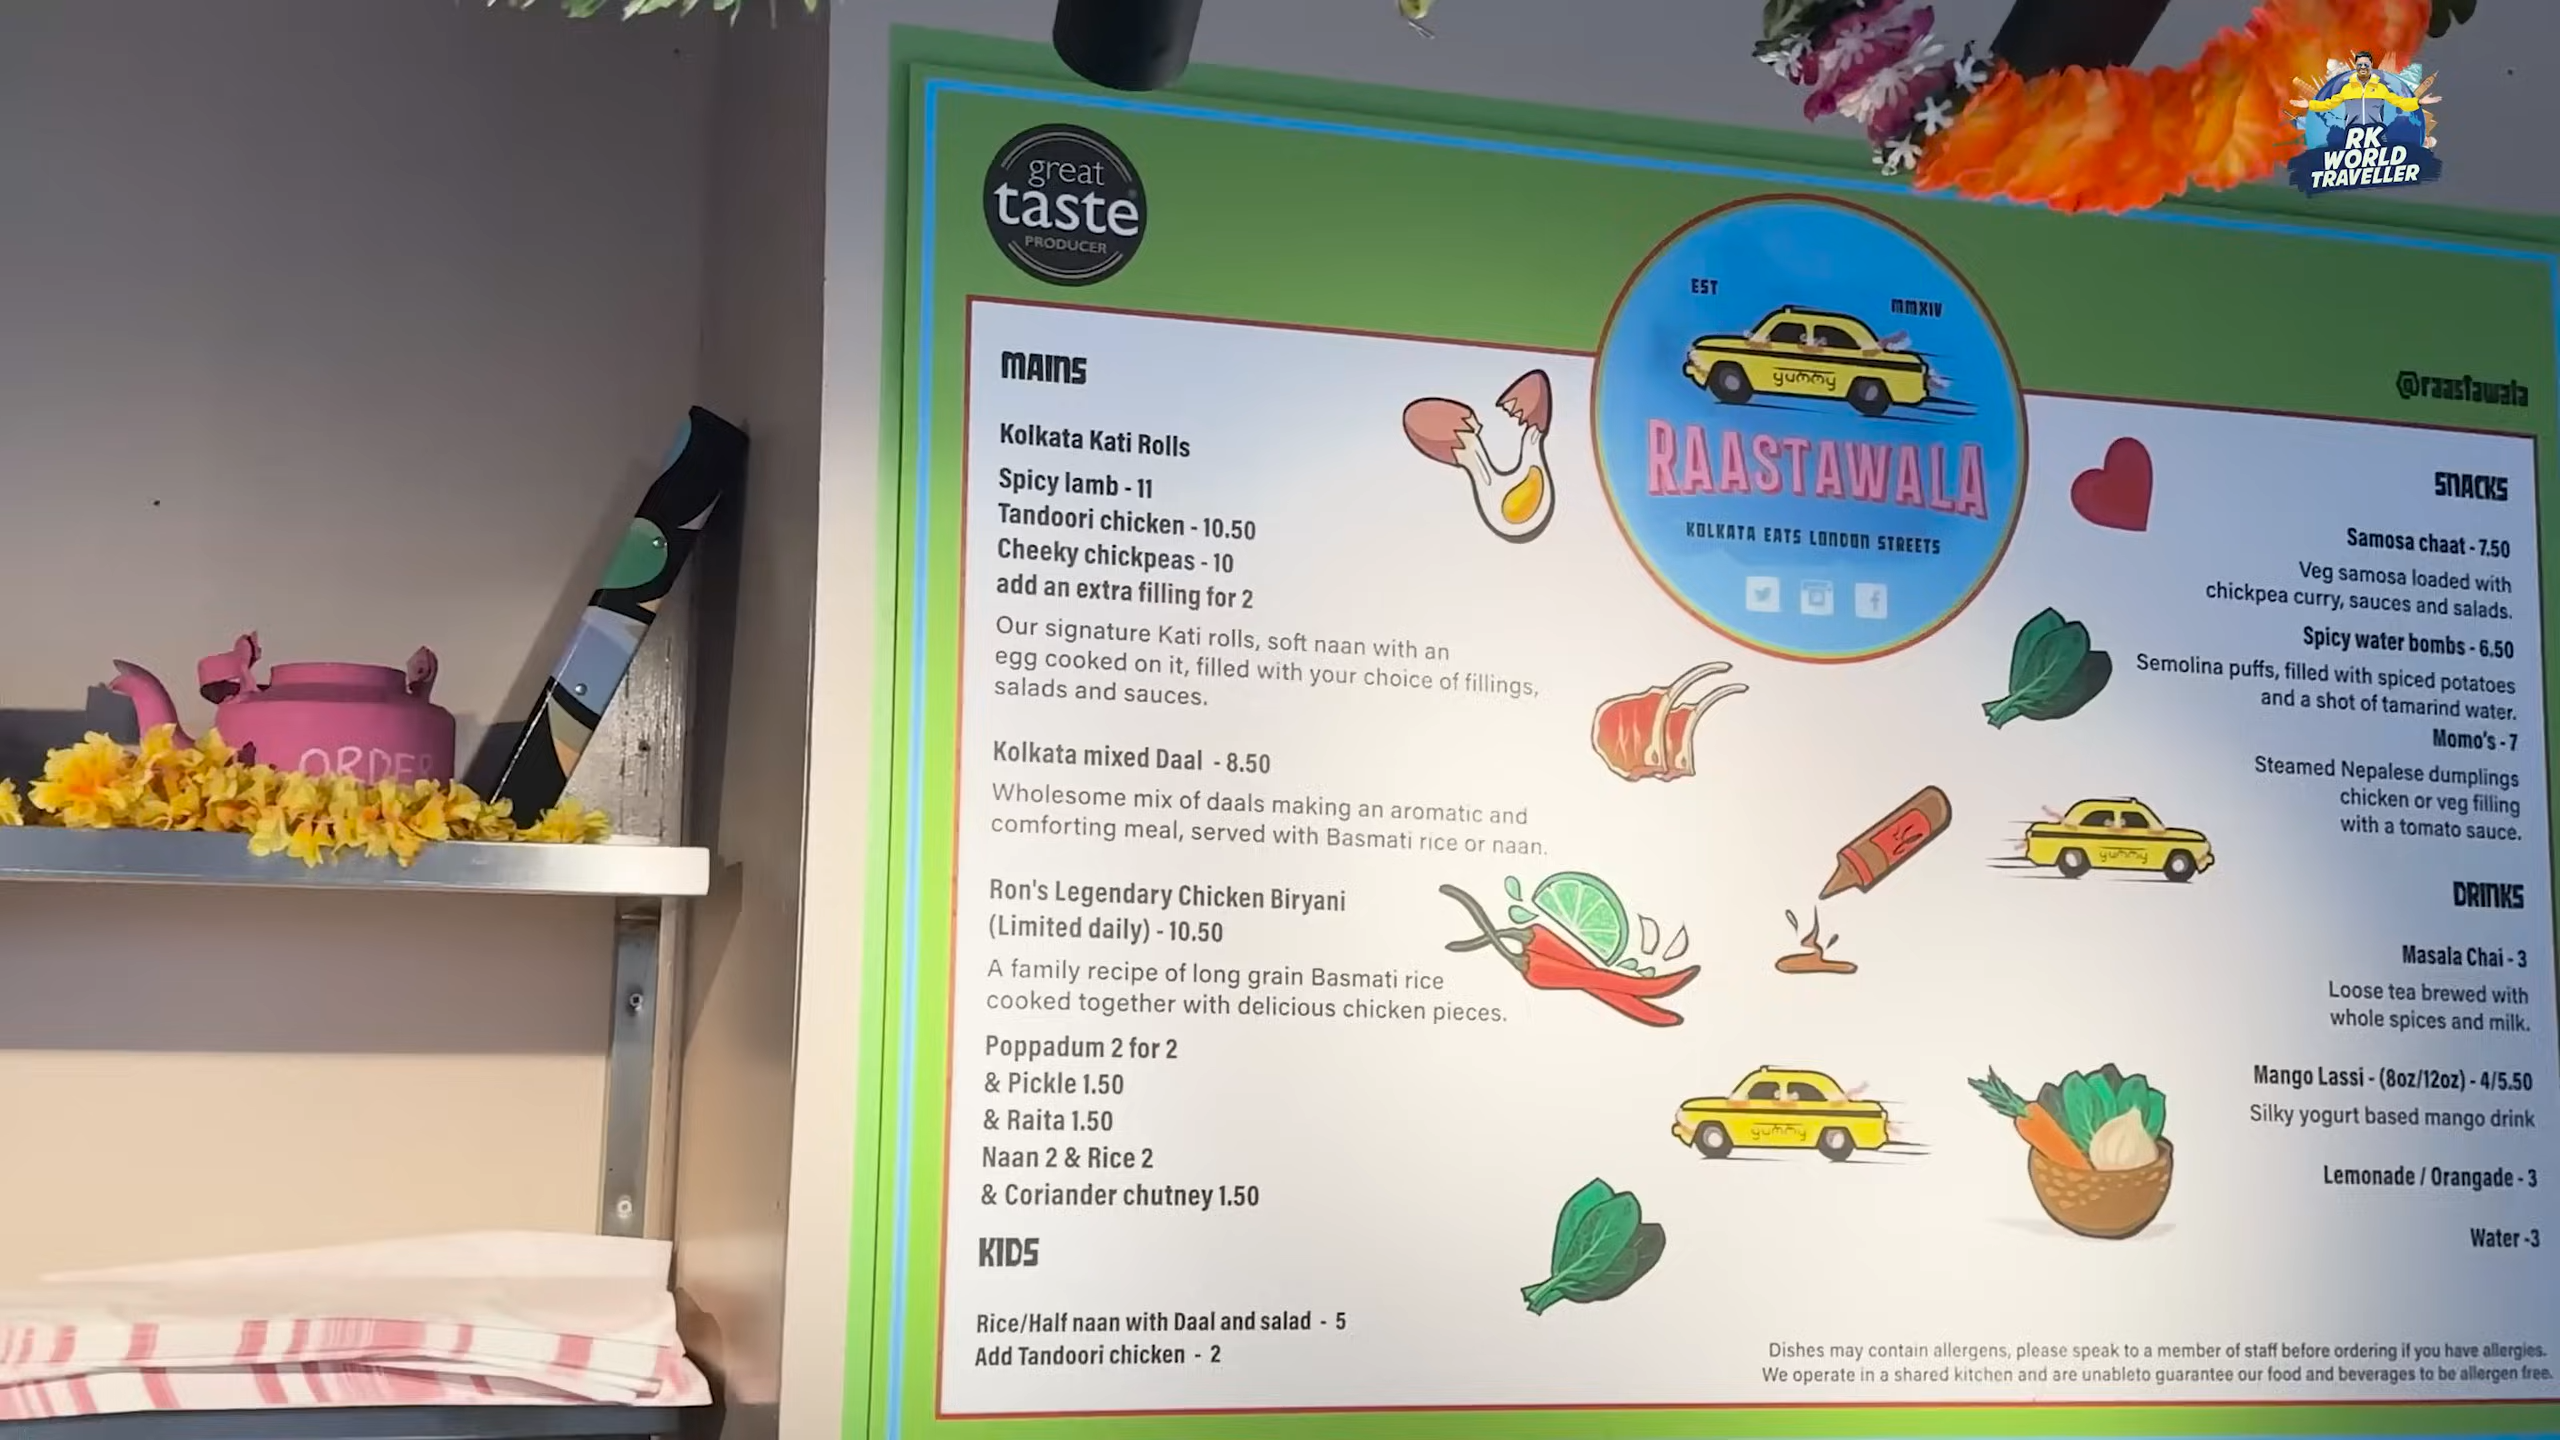 RK
WORLD
TRAVELLER
great
taste
PRODUCER
EST
MMXIV
yummy
RAASTAWALA
KOLKATA EATS LONDON STREETS
@raastawala
MAINS
Kolkata Kati Rolls
Spicy lamb - 11
Tandoori chicken - 10.50
Cheeky chickpeas - 10
add an extra filling for 2
Our signature Kati rolls, soft naan with an
egg cooked on it, filled with your choice of fillings,
salads and sauces.
Kolkata mixed Daal - 8.50
Wholesome mix of daals making an aromatic and
comforting meal, served with Basmati rice or naan.
Ron's Legendary Chicken Biryani
(Limited daily) - 10.50
A family recipe of long grain Basmati rice
cooked together with delicious chicken pieces.
Poppadum 2 for 2
& Pickle 1.50
& Raita 1.50
Naan 2 & Rice 2
& Coriander chutney 1.50
KIDS
Rice/Half naan with Daal and salad - 5
Add Tandoori chicken - 2
SNACKS
Samosa chaat - 7.50
Veg samosa loaded with
chickpea curry, sauces and salads.
Spicy water bombs - 6.50
Semolina puffs, filled with spiced potatoes
and a shot of tamarind water.
Momo's - 7
Steamed Nepalese dumplings
chicken or veg filling
with a tomato sauce.
yummy
DRINKS
Masala Chai - 3
Loose tea brewed with
whole spices and milk.
Mango Lassi - (8oz/12oz) - 4/5.50
Silky yogurt based mango drink
yummy
Lemonade / Orangade - 3
Water -3
Dishes may contain allergens, please speak to a member of staff before ordering if you have allergies.
We operate in a shared kitchen and are unableto guarantee our food and beverages to be allergen free.
ORDER